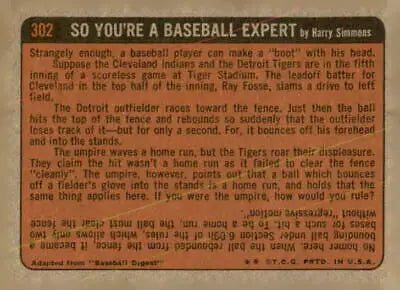 302 SO YOU'RE A BASEBALL EXPERT by Harry Simmons
Strangely enough, a baseball player can make a "boot" with his head.
Suppose the Cleveland Indians and the Detroit Tigers are in the fifth
inning of a scoreless game at Tiger Stadium. The leadoff batter for
Cleveland in the top half of the inning, Ray Fosse, slams a drive to left
field.
The Detroit outfielder races toward the fence. Just then the ball
hits the top of the fence and rebounds so suddenly that the outfielder
loses track of it—but for only a second. For, it bounces off his forehead
and into the stands.
The umpire waves a home run, but the Tigers roar their displeasure.
They claim the hit wasn't a home run as it failed to clear the fence
"cleanly". The umpire, however, points out that a ball which bounces
off a fielder's glove into the stands is a home run, and holds that the
same thing applies here. If you were the umpire, how would you rule?
No homer here. When the ball rebounded from the fence, it became a
bounding ball under Section 6.09h of the rules, which allows only two
bases for such a hit. To be a home run, the ball must clear the fence
without "regressive motion".
Adapted from "Baseball Digest"
© T.C.G. PRTD. IN U.S.A.